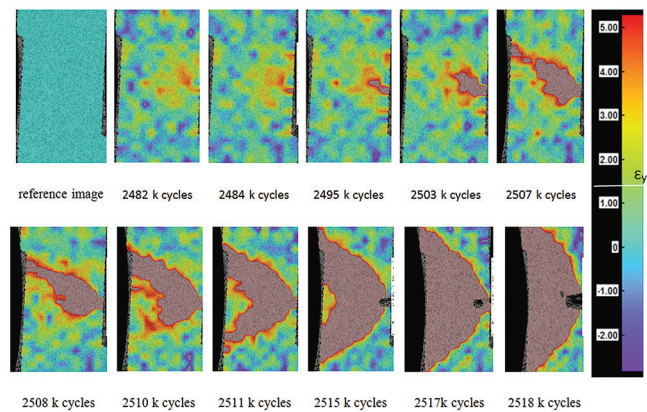 reference image
2482 k cycles
2484 k cycles
2495 k cycles
2503 k cycles
2507 k cycles
2508 k cycles
2510 k cycles
2511 k cycles
2515 k cycles
2517k cycles
2518 k cycles
5.00
4.00
3.00
2.00
εy
1.00
0
-1.00
-2.00